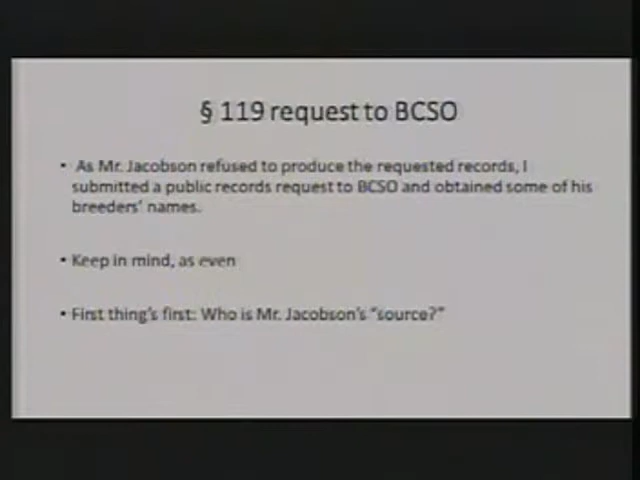 § 119 request to BCSO
• As Mr. Jacobson refused to produce the requested records, I
submitted a public records request to BCSO and obtained some of his
breeders' names.
• Keep in mind, as even
• First thing's first: Who is Mr. Jacobson's "source?"